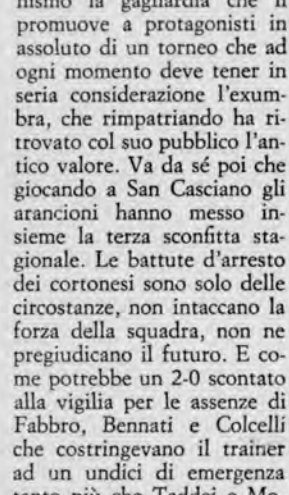 nismo la gagliardia che li
promuove a protagonisti in
assoluto di un torneo che ad
ogni momento deve tener in
seria considerazione l'exum-
bra, che rimpatriando ha ri-
trovato col suo pubblico l'an-
tico valore. Va da sé poi che
giocando a San Casciano gli
arancioni hanno messo in-
sieme la terza sconfitta sta-
gionale. Le battute d'arresto
dei cortonesi sono solo delle
circostanze, non intaccano la
forza della squadra, non ne
pregiudicano il futuro. E co-
me potrebbe un 2-0 scontato
alla vigilia per le assenze di
Fabbro, Bennati e Colcelli
che costringevano il trainer
ad un undici di emergenza
tanto più che Taddei e Mo-